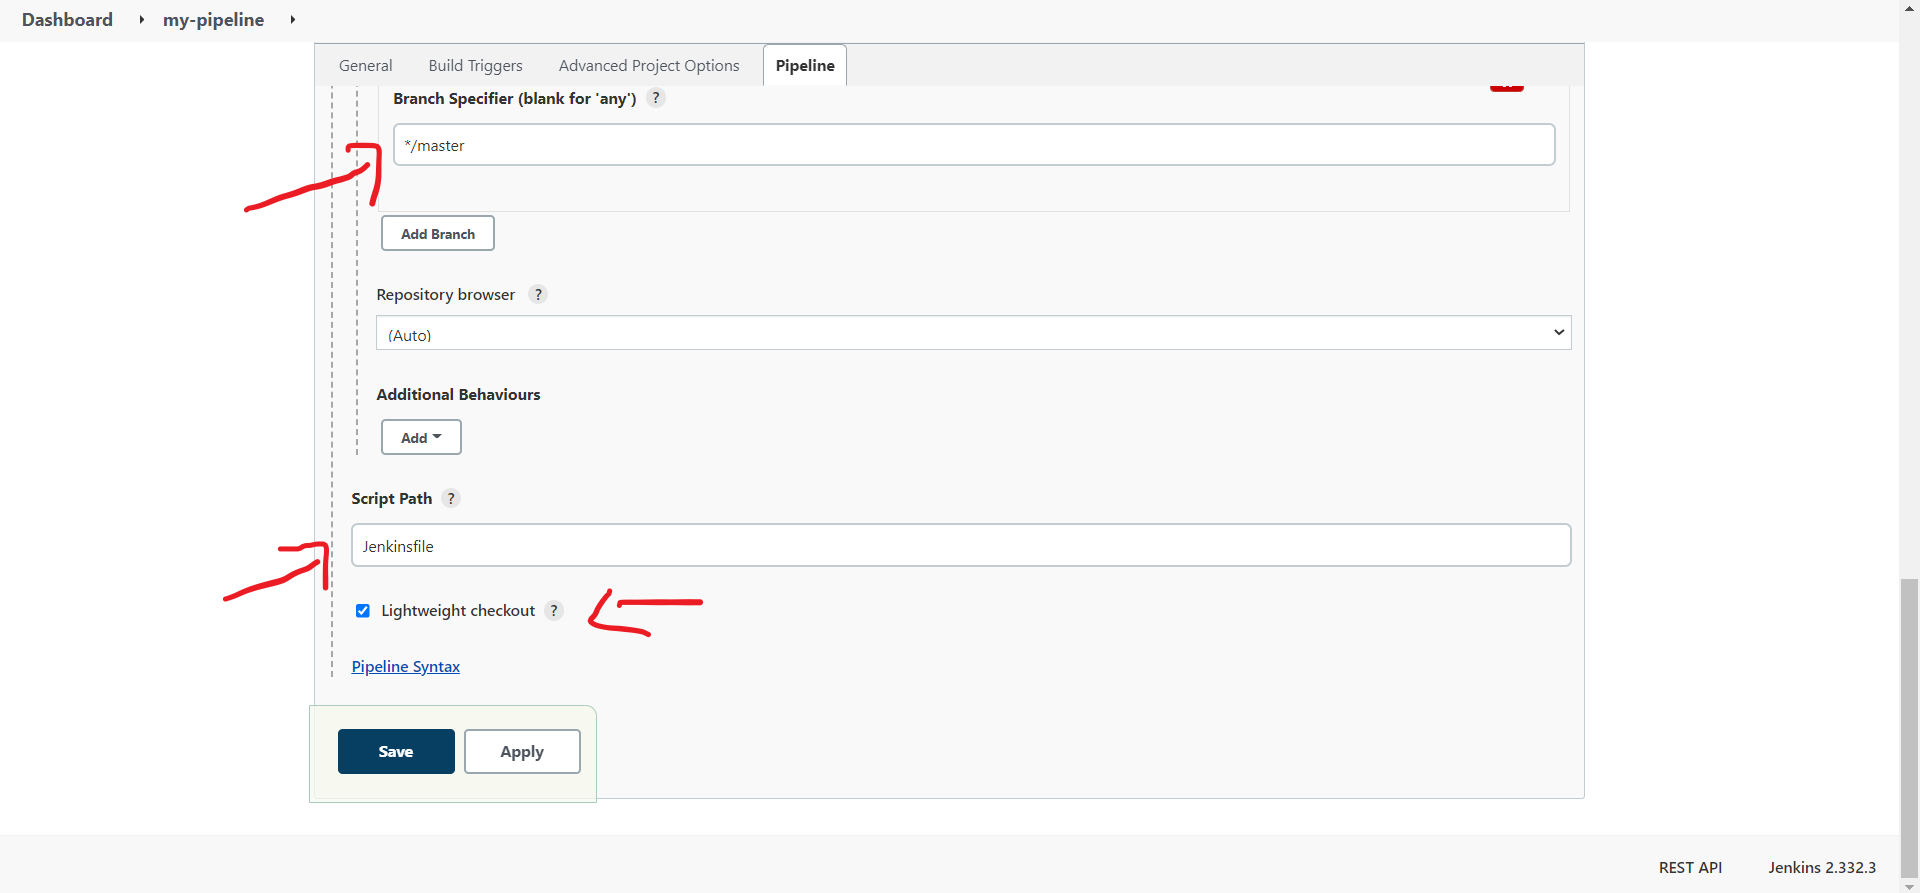 Dashboard my-pipeline
General Build Triggers Advanced Project Options Pipeline
Branch Specifier (blank for 'any') ?
*/master
Add Branch
Repository browser ?
(Auto)
Additional Behaviours
Add
Script Path ?
Jenkinsfile
Lightweight checkout ?
Pipeline Syntax
Save Apply
REST API Jenkins 2.332.3